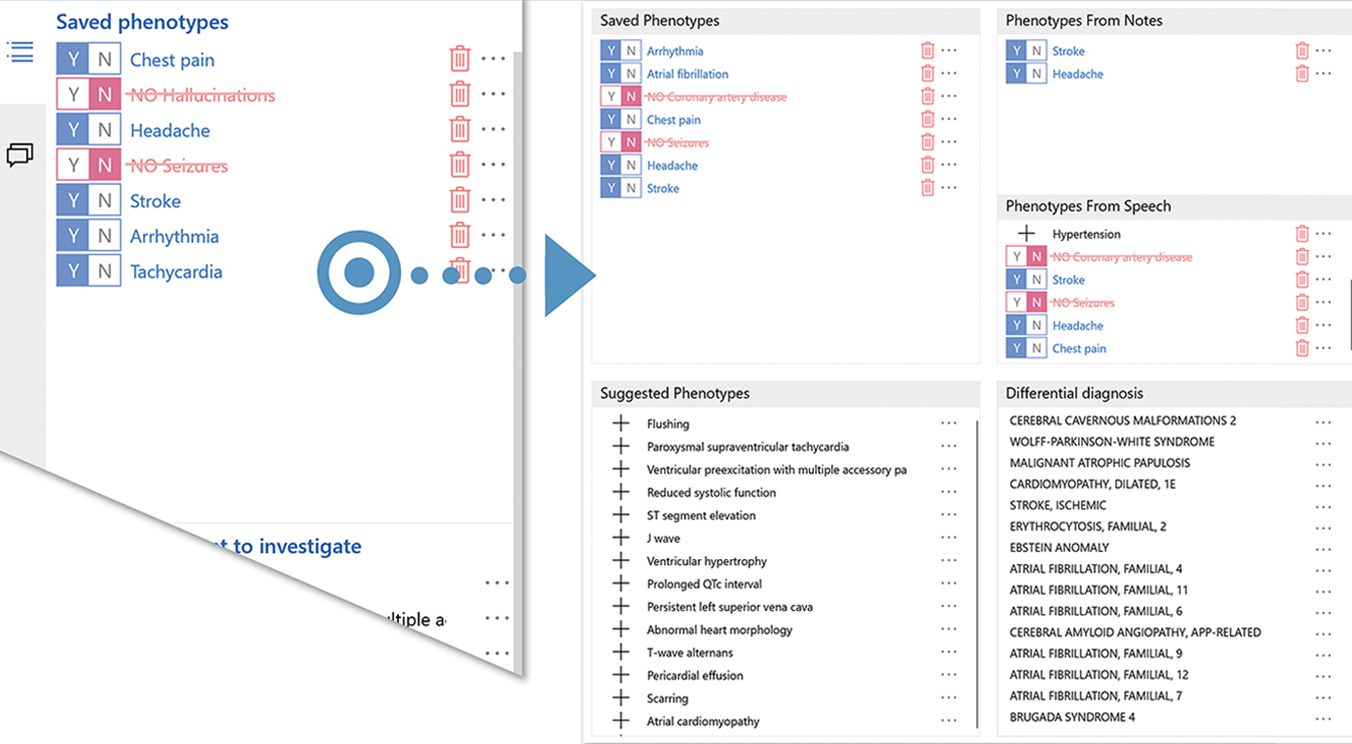 Saved phenotypes
Y N Chest pain
Y N NO Hallucinations
Y N Headache
Y N NO Seizures
Y N Stroke
Y N Arrhythmia
Y N Tachycardia
to investigate
Saved Phenotypes
Y N Arrhythmia
Y N Atrial fibrillation
Y N NO Coronary artery disease
Y N Chest pain
Y N NO Seizures
Y N Headache
Y N Stroke
Phenotypes From Notes
Y N Stroke
Y N Headache
Phenotypes From Speech
Hypertension
Y N NO Coronary artery disease
Y N Stroke
Y N NO Seizures
Y N Headache
Y N Chest pain
Suggested Phenotypes
Flushing
Paroxysmal supraventricular tachycardia
Ventricular preexcitation with multiple accessory pa
Reduced systolic function
ST segment elevation
J wave
Ventricular hypertrophy
Prolonged QTc interval
Persistent left superior vena cava
Abnormal heart morphology
T-wave alternans
Pericardial effusion
Scarring
Atrial cardiomyopathy
Differential diagnosis
CEREBRAL CAVERNOUS MALFORMATIONS 2
WOLFF-PARKINSON-WHITE SYNDROME
MALIGNANT ATROPHIC PAPULOSIS
CARDIOMYOPATHY, DILATED, 1E
STROKE, ISCHEMIC
ERYTHROCYTOSIS, FAMILIAL, 2
EBSTEIN ANOMALY
ATRIAL FIBRILLATION, FAMILIAL, 4
ATRIAL FIBRILLATION, FAMILIAL, 11
ATRIAL FIBRILLATION, FAMILIAL, 6
CEREBRAL AMYLOID ANGIOPATHY, APP-RELATED
ATRIAL FIBRILLATION, FAMILIAL, 9
ATRIAL FIBRILLATION, FAMILIAL, 12
ATRIAL FIBRILLATION, FAMILIAL, 7
BRUGADA SYNDROME 4